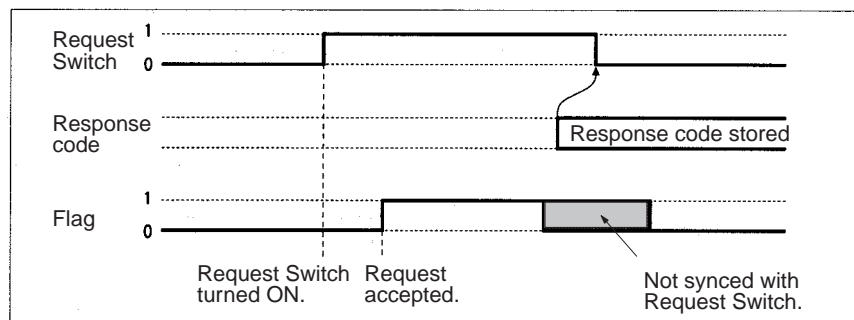 Request
Switch
1
0
Response
code
Response code stored
Flag
1
0
Request Switch
turned ON.
Request
accepted.
Not synced with
Request Switch.